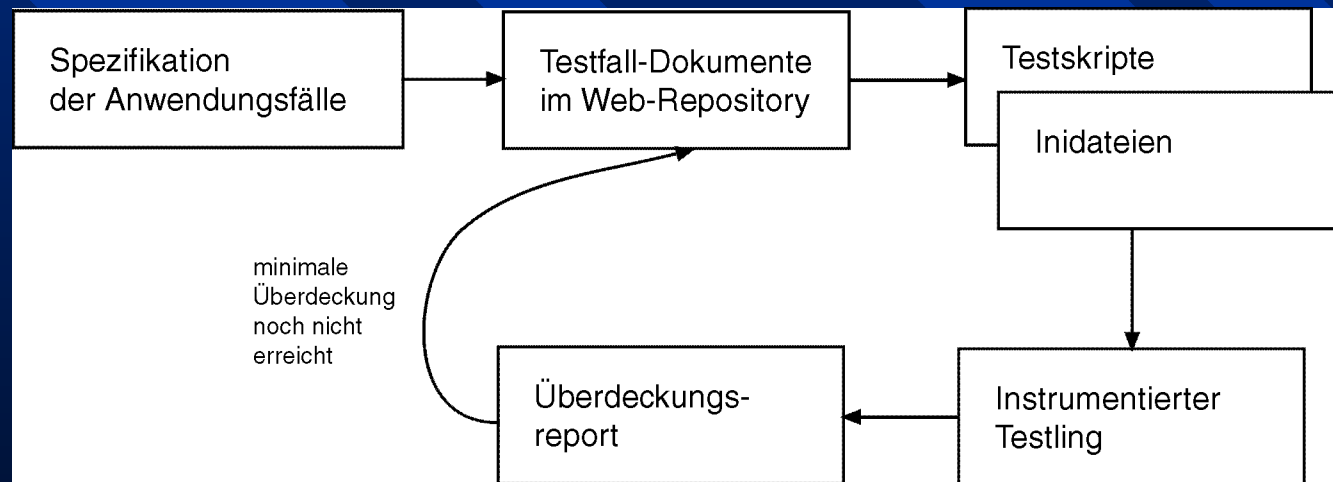 Spezifikation
der Anwendungsfälle
Testfall-Dokumente
im Web-Repository
Testskripte
Inidateien
minimale
Überdeckung
noch nicht
erreicht
Überdeckungs-
report
Instrumentierter
Testling